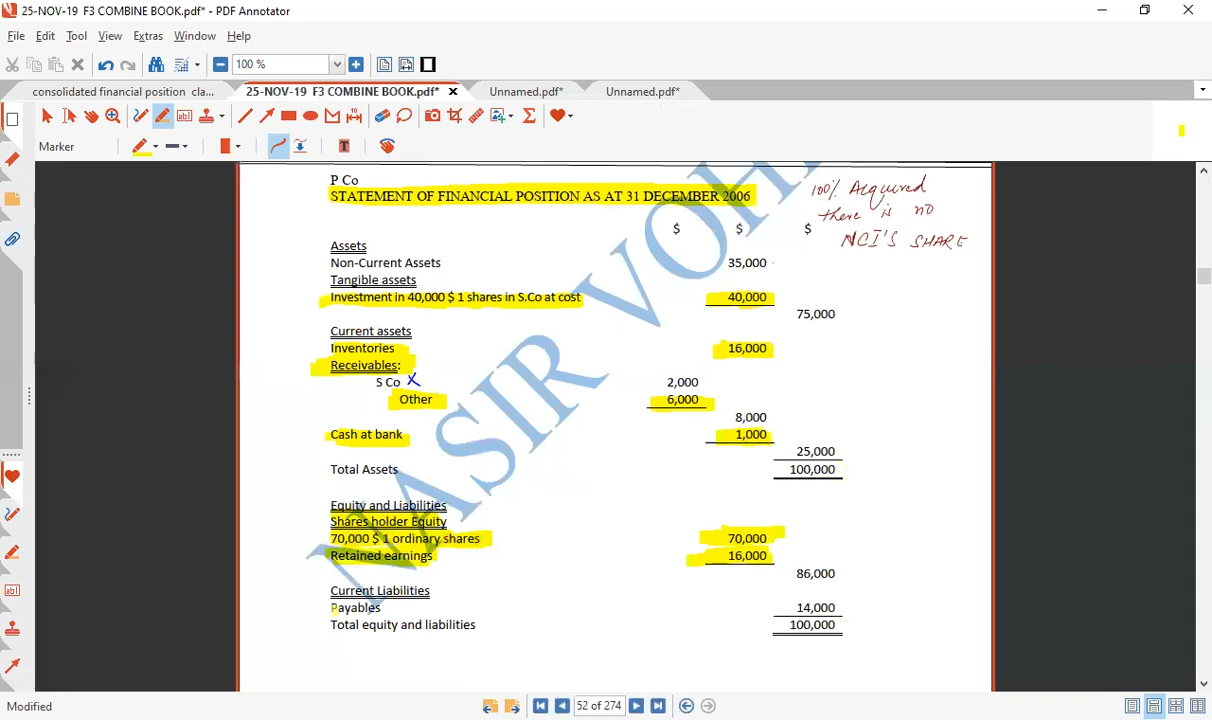 25-NOV-19 F3 COMBINE BOOK.pdf* - PDF Annotator
File Edit Tool View Extras Window Help
100 %
consolidated financial position cla... 25-NOV-19 F3 COMBINE BOOK.pdf* Unnamed.pdf* Unnamed.pdf*
Marker
P Co
STATEMENT OF FINANCIAL POSITION AS AT 31 DECEMBER 2006
100% Acquired
there is no
NCI'S SHARE
$ $ $
Assets
Non-Current Assets 35,000
Tangible assets
Investment in 40,000 $ 1 shares in S.Co at cost 40,000
75,000
Current assets
Inventories 16,000
Receivables:
S Co X 2,000
Other 6,000
8,000
Cash at bank 1,000
25,000
Total Assets 100,000
Equity and Liabilities
Shares holder Equity
70,000 $ 1 ordinary shares 70,000
Retained earnings 16,000
86,000
Current Liabilities
Payables 14,000
Total equity and liabilities 100,000
NASIR VOH
Modified
52 of 274